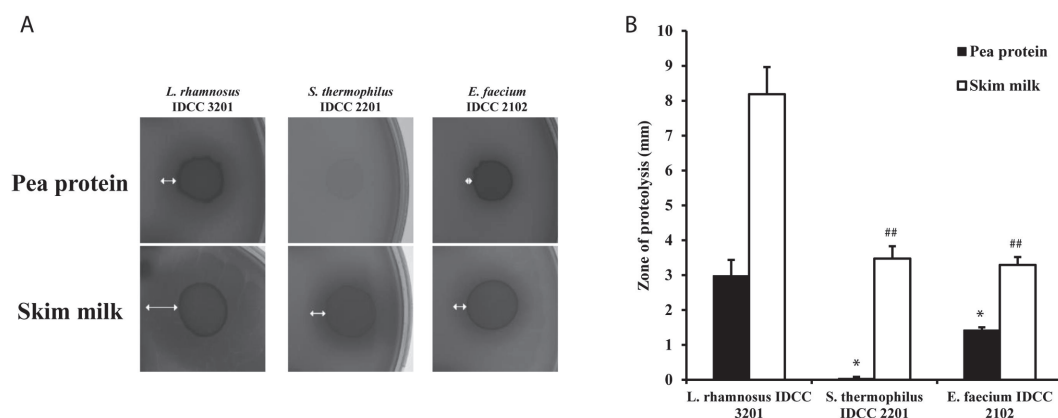 A
L. rhamnosus
IDCC 3201
S. thermophilus
IDCC 2201
E. faecium
IDCC 2102
Pea protein
Skim milk
B
Zone of proteolysis (mm)
10
9
8
7
6
5
4
3
2
1
0
Pea protein
Skim milk
*
##
*
##
L. rhamnosus IDCC
3201
S. thermophilus
IDCC 2201
E. faecium IDCC
2102